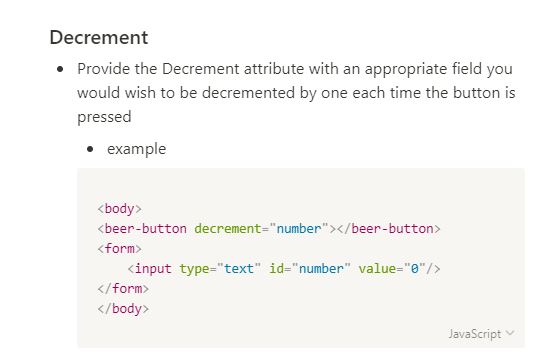 Decrement
• Provide the Decrement attribute with an appropriate field you
would wish to be decremented by one each time the button is
pressed
• example
<body>
<beer-button decrement="number"></beer-button>
<form>
    <input type="text" id="number" value="0"/>
</form>
</body>
JavaScript